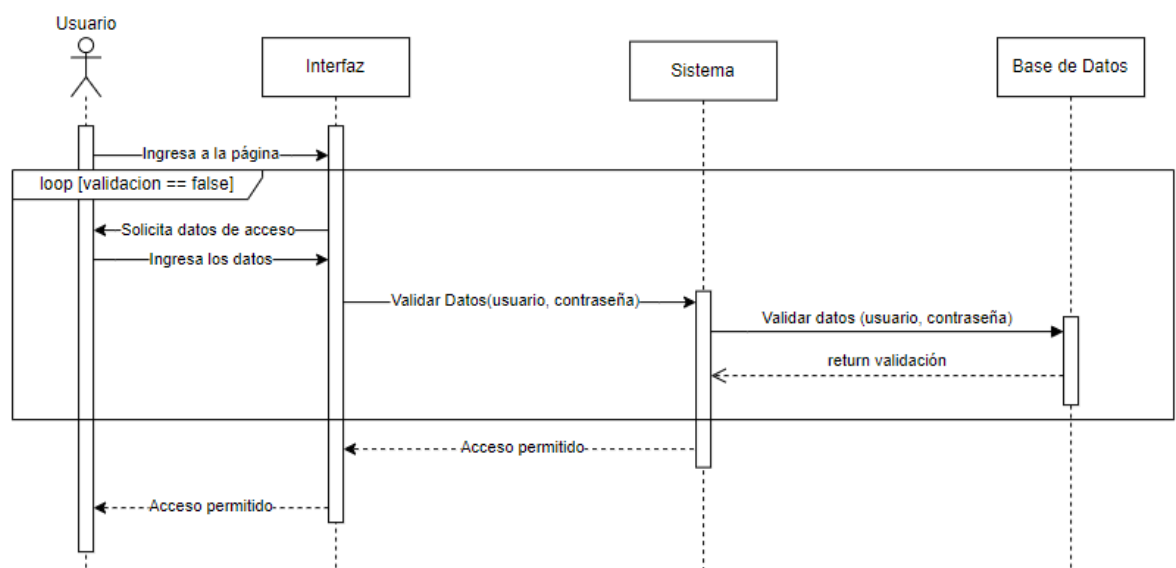 Usuario
Interfaz
Sistema
Base de Datos
Ingresa a la página
loop [validacion == false]
Solicita datos de acceso
Ingresa los datos
Validar Datos(usuario, contraseña)
Validar datos (usuario, contraseña)
return validación
Acceso permitido
Acceso permitido